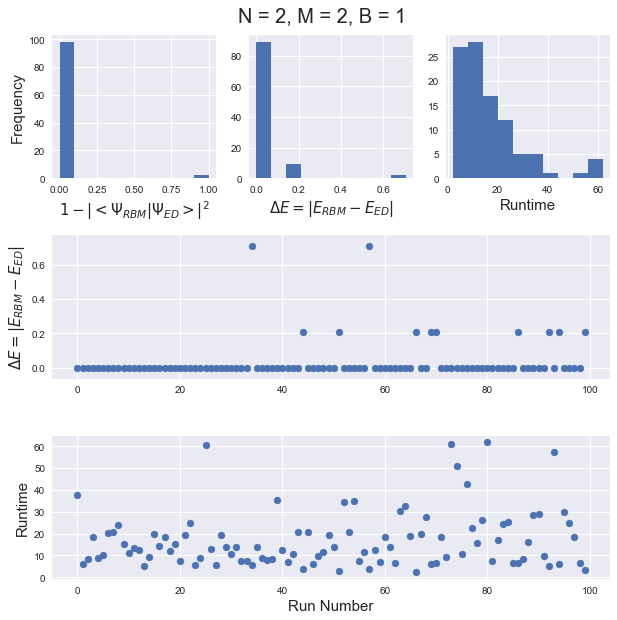 N = 2, M = 2, B = 1
Frequency
100
80
60
40
20
0
0.00 0.25 0.50 0.75 1.00
1 − | < Ψ_RBM|Ψ_ED > |²
80
60
40
20
0
0.0 0.2 0.4 0.6
ΔE = |E_RBM − E_ED|
25
20
15
10
5
0
0 20 40 60
Runtime
ΔE = |E_RBM − E_ED|
0.6
0.4
0.2
0.0
0 20 40 60 80 100
Runtime
60
50
40
30
20
10
0
0 20 40 60 80 100
Run Number